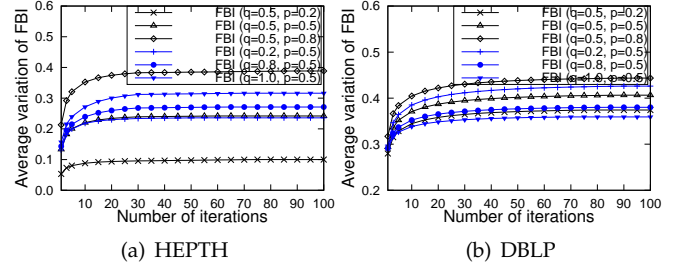 Average variation of FBI
0.6
0.5
0.4
0.3
0.2
0.1
0.0
FBI (q=0.5, p=0.2)
FBI (q=0.5, p=0.5)
FBI (q=0.5, p=0.8)
FBI (q=0.2, p=0.5)
FBI (q=0.8, p=0.5)
FBI (q=1.0, p=0.5)
10 20 30 40 50 60 70 80 90 100
Number of iterations
(a) HEPTH
Average variation of FBI
0.6
0.5
0.4
0.3
0.2
FBI (q=0.5, p=0.2)
FBI (q=0.5, p=0.5)
FBI (q=0.5, p=0.8)
FBI (q=0.2, p=0.5)
FBI (q=0.8, p=0.5)
FBI (q=1.0, p=0.5)
10 20 30 40 50 60 70 80 90 100
Number of iterations
(b) DBLP